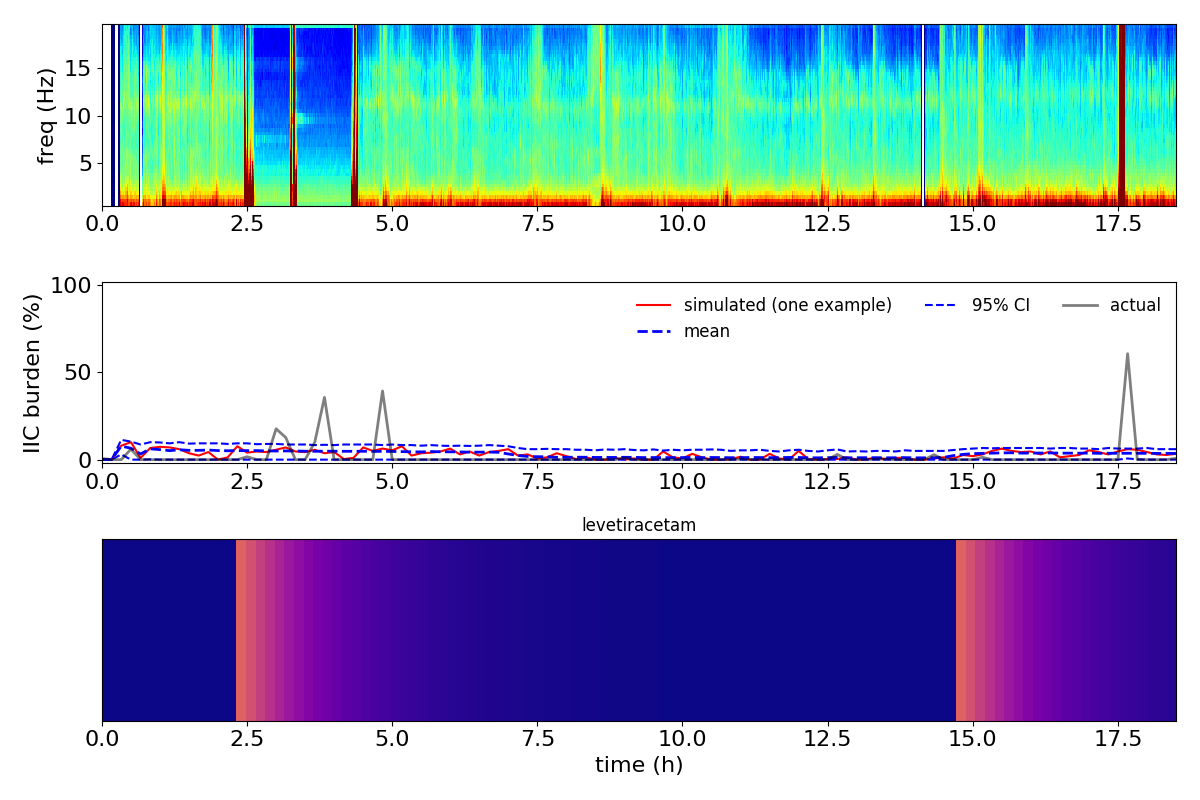 freq (Hz)
15
10
5
0.0 2.5 5.0 7.5 10.0 12.5 15.0 17.5
IIC burden (%)
100
50
0
simulated (one example) 95% CI actual
mean
0.0 2.5 5.0 7.5 10.0 12.5 15.0 17.5
levetiracetam
0.0 2.5 5.0 7.5 10.0 12.5 15.0 17.5
time (h)